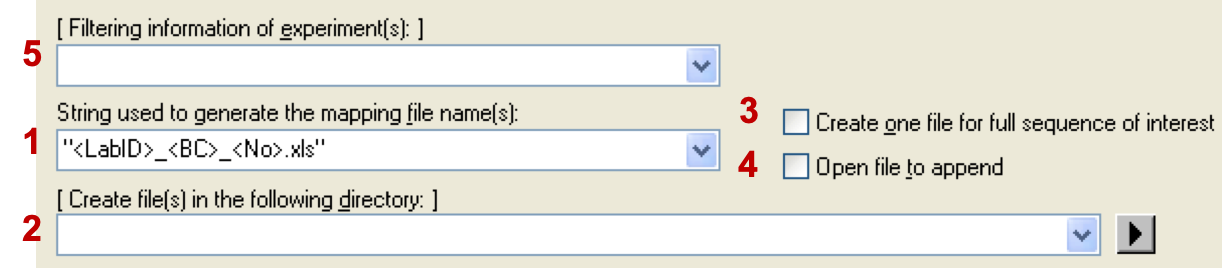 [ Filtering information of experiment(s): ]
5
String used to generate the mapping file name(s):
1 "<LabID>_<BC>_<No>.xls"
3 Create one file for full sequence of interest
4 Open file to append
[ Create file(s) in the following directory: ]
2